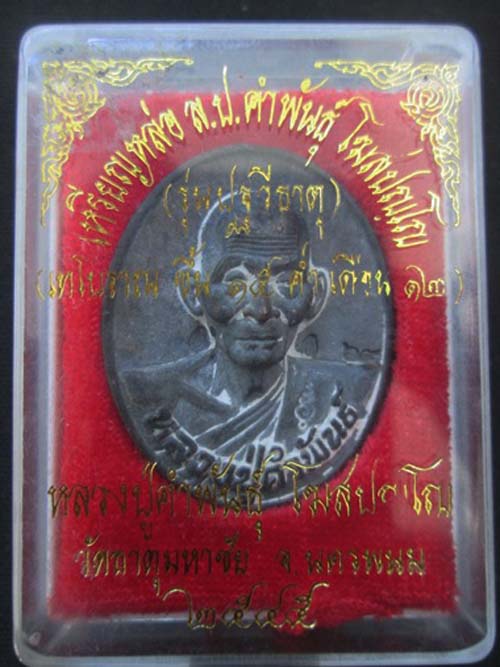 เหรียญหล่อ ส.ป. คำพันธ์ โฆสปญฺโญ
(รุ่นปฐวีธาตุ)
(เทโบราณ ขึ้น ๑๕ ค่ำ เดือน ๑๒)
หลวงปู่คำพันธ์
หลวงปู่คำพันธ์ โฆสปญฺโญ
วัดธาตุมหาชัย จ.นครพนม
๒๕๔๕